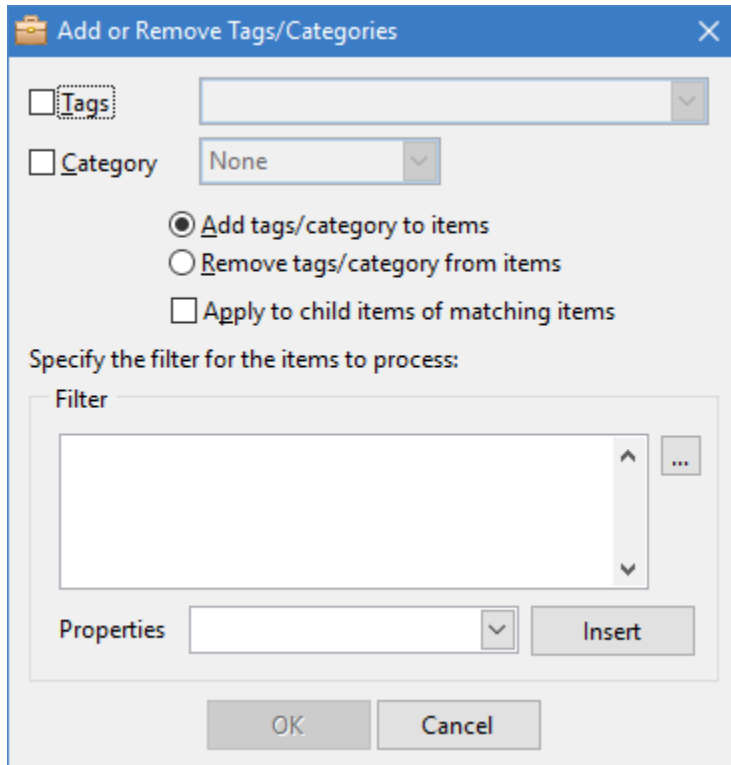 Add or Remove Tags/Categories
Tags
Category None
Add tags/category to items
Remove tags/category from items
Apply to child items of matching items
Specify the filter for the items to process:
Filter
...
Properties Insert
OK Cancel